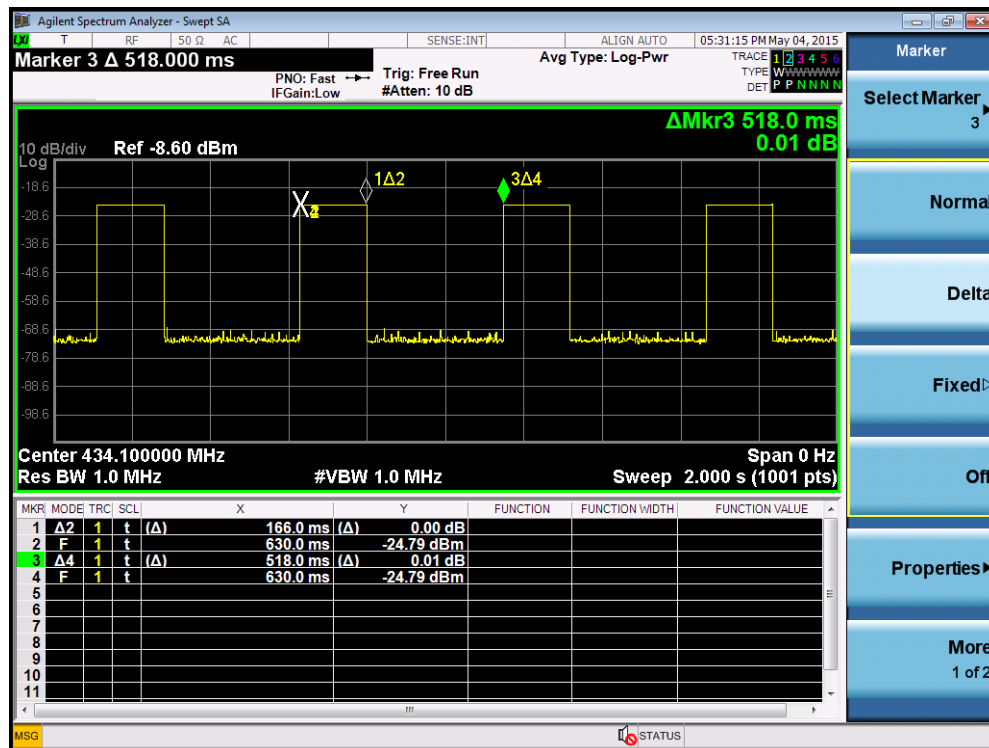 Agilent Spectrum Analyzer - Swept SA
LXI T RF 50 Ω AC SENSE:INT ALIGN AUTO 05:31:15 PM May 04, 2015
Marker 3 Δ 518.000 ms
PNO: Fast Trig: Free Run Avg Type: Log-Pwr
IFGain:Low #Atten: 10 dB
TRACE 1 2 3 4 5 6
TYPE WWWWWWW
DET P P N N N N
ΔMkr3 518.0 ms
0.01 dB
10 dB/div Ref -8.60 dBm
Log
1Δ2
3Δ4
-18.6
-28.6
-38.6
-48.6
-58.6
-68.6
-78.6
-88.6
-98.6
Center 434.100000 MHz Span 0 Hz
Res BW 1.0 MHz #VBW 1.0 MHz Sweep 2.000 s (1001 pts)
MKR MODE TRC SCL X Y FUNCTION FUNCTION WIDTH FUNCTION VALUE
1 Δ2 1 t (Δ) 166.0 ms (Δ) 0.00 dB
2 F 1 t 630.0 ms -24.79 dBm
3 Δ4 1 t (Δ) 518.0 ms (Δ) 0.01 dB
4 F 1 t 630.0 ms -24.79 dBm
5
6
7
8
9
10
11
MSG STATUS
Marker
Select Marker
3
Normal
Delta
Fixed
Off
Properties
More
1 of 2